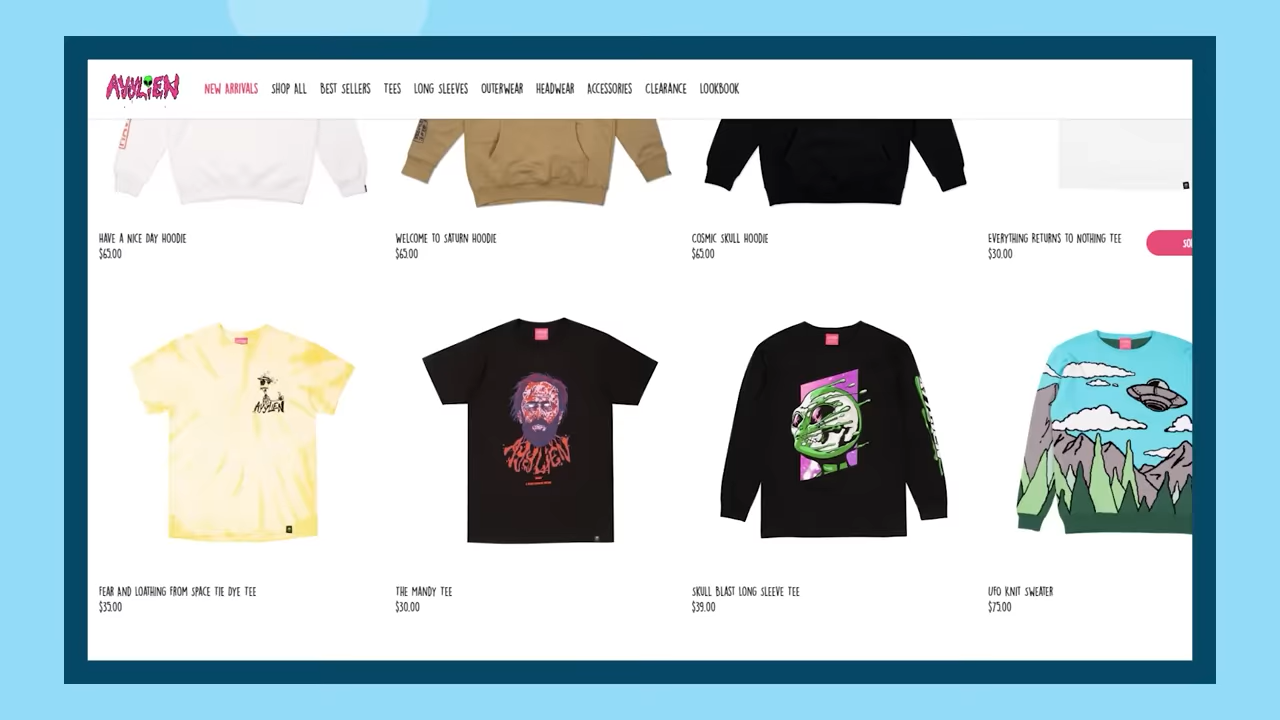 AYYLIEN
NEW ARRIVALS SHOP ALL BEST SELLERS TEES LONG SLEEVES OUTERWEAR HEADWEAR ACCESSORIES CLEARANCE LOOKBOOK
HAVE A NICE DAY HOODIE
$65.00
WELCOME TO SATURN HOODIE
$65.00
COSMIC SKULL HOODIE
$65.00
EVERYTHING RETURNS TO NOTHING TEE
$30.00
AYYLIEN
AYYLIEN
FEAR AND LOATHING FROM SPACE TIE DYE TEE
$35.00
THE MANDY TEE
$30.00
SKULL BLAST LONG SLEEVE TEE
$39.00
UFO KNIT SWEATER
$75.00